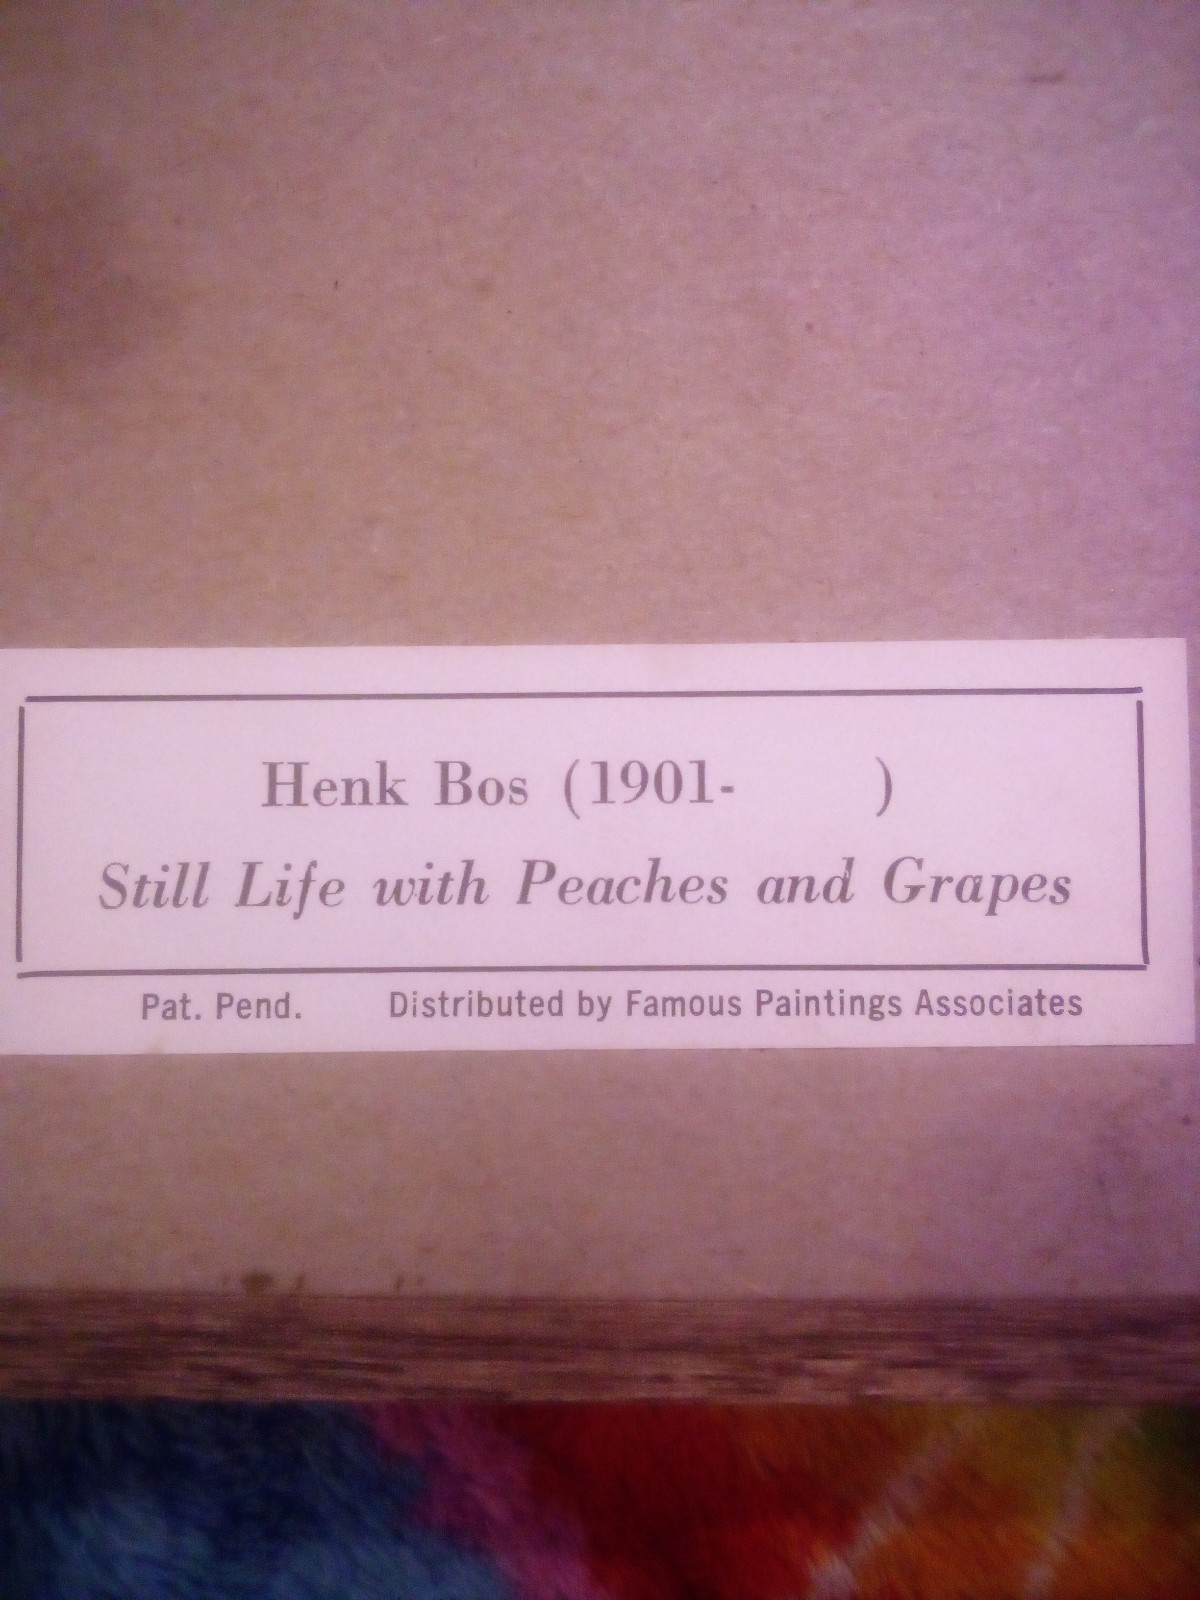 Henk Bos (1901-    )
Still Life with Peaches and Grapes
Pat. Pend. Distributed by Famous Paintings Associates